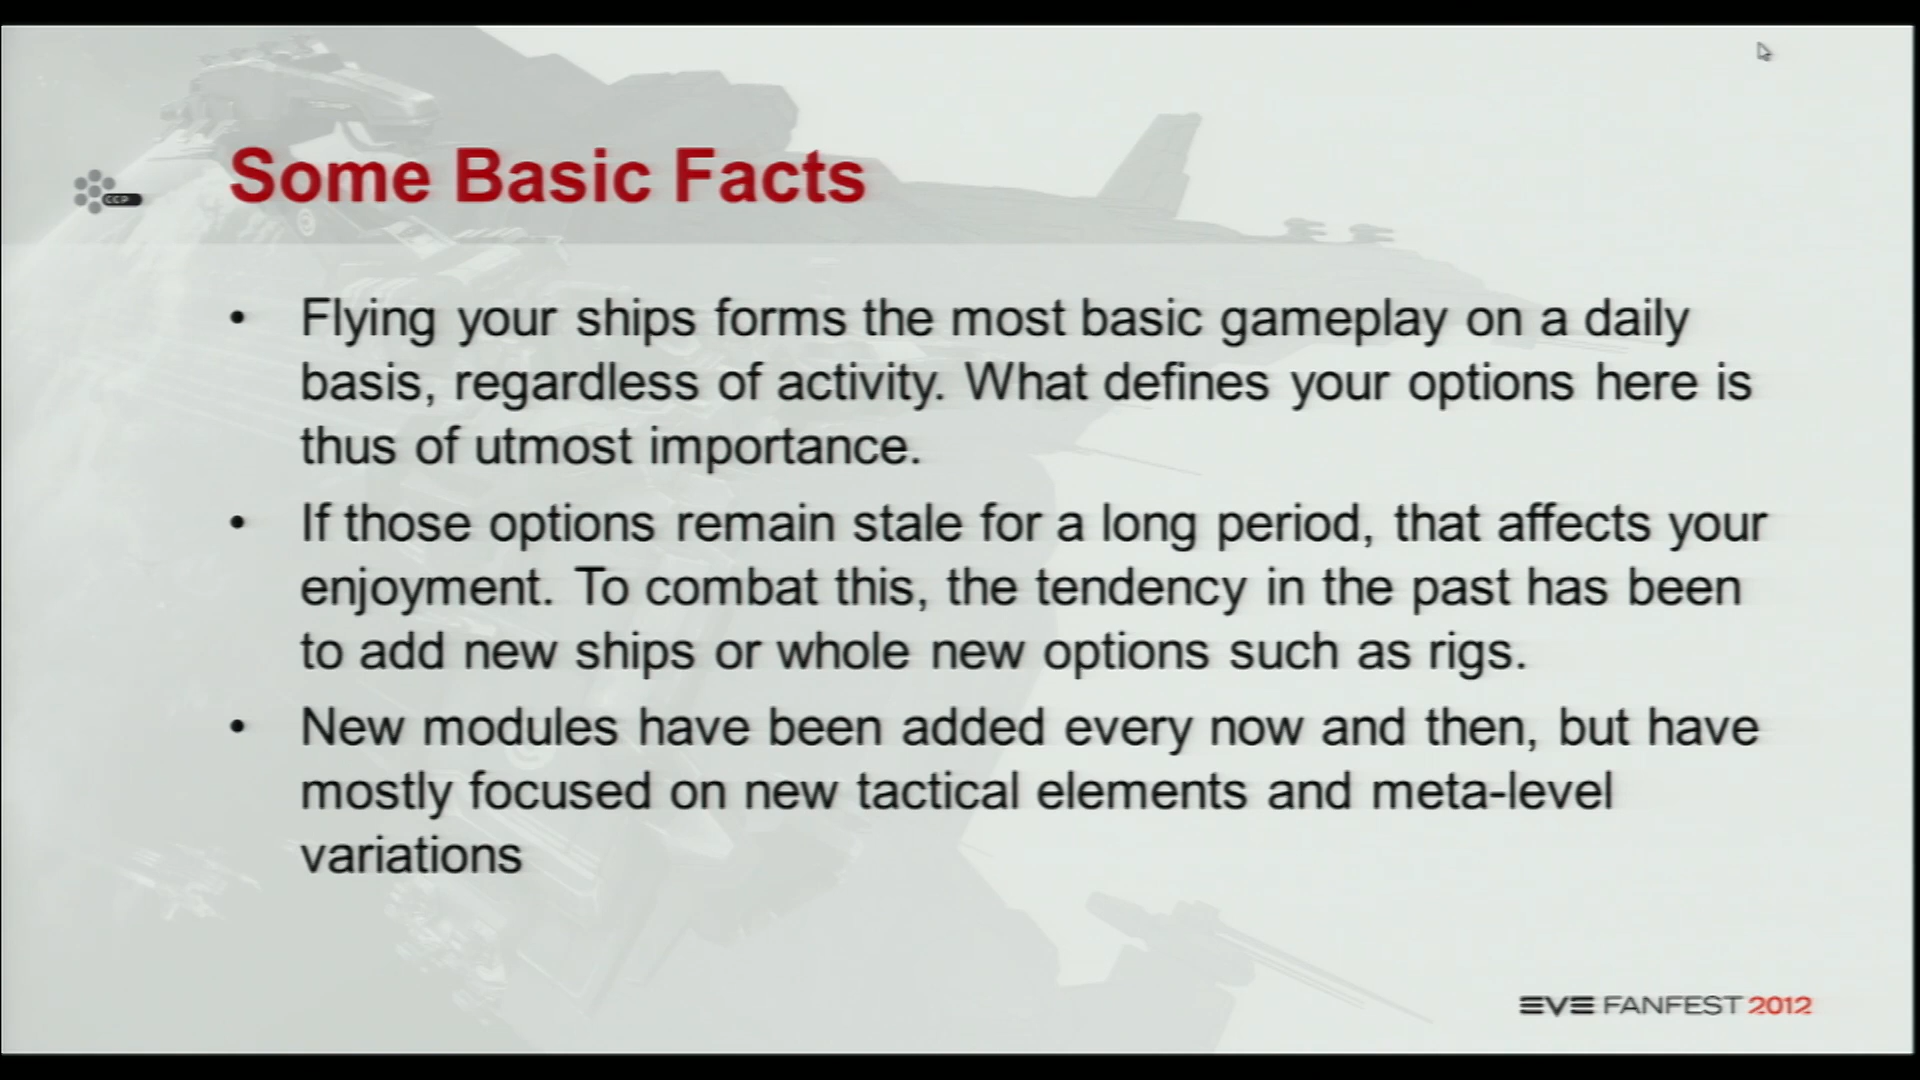 Some Basic Facts
CCP
• Flying your ships forms the most basic gameplay on a daily
basis, regardless of activity. What defines your options here is
thus of utmost importance.
• If those options remain stale for a long period, that affects your
enjoyment. To combat this, the tendency in the past has been
to add new ships or whole new options such as rigs.
• New modules have been added every now and then, but have
mostly focused on new tactical elements and meta-level
variations
EVE FANFEST 2012